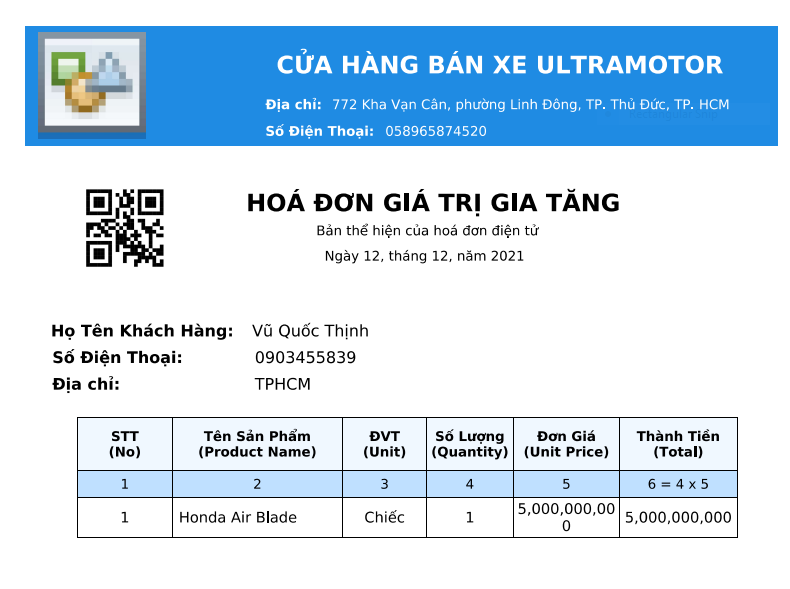 CỬA HÀNG BÁN XE ULTRAMOTOR
Địa chỉ: 772 Kha Vạn Cân, phường Linh Đông, TP. Thủ Đức, TP. HCM
Số Điện Thoại: 058965874520
HOÁ ĐƠN GIÁ TRỊ GIA TĂNG
Bản thể hiện của hoá đơn điện tử
Ngày 12, tháng 12, năm 2021
Họ Tên Khách Hàng: Vũ Quốc Thịnh
Số Điện Thoại: 0903455839
Địa chỉ: TPHCM
STT Tên Sản Phẩm ĐVT Số Lượng Đơn Giá Thành Tiền
(No) (Product Name) (Unit) (Quantity) (Unit Price) (Total)
1 2 3 4 5 6 = 4 x 5
1 Honda Air Blade Chiếc 1 5,000,000,00 5,000,000,000
0